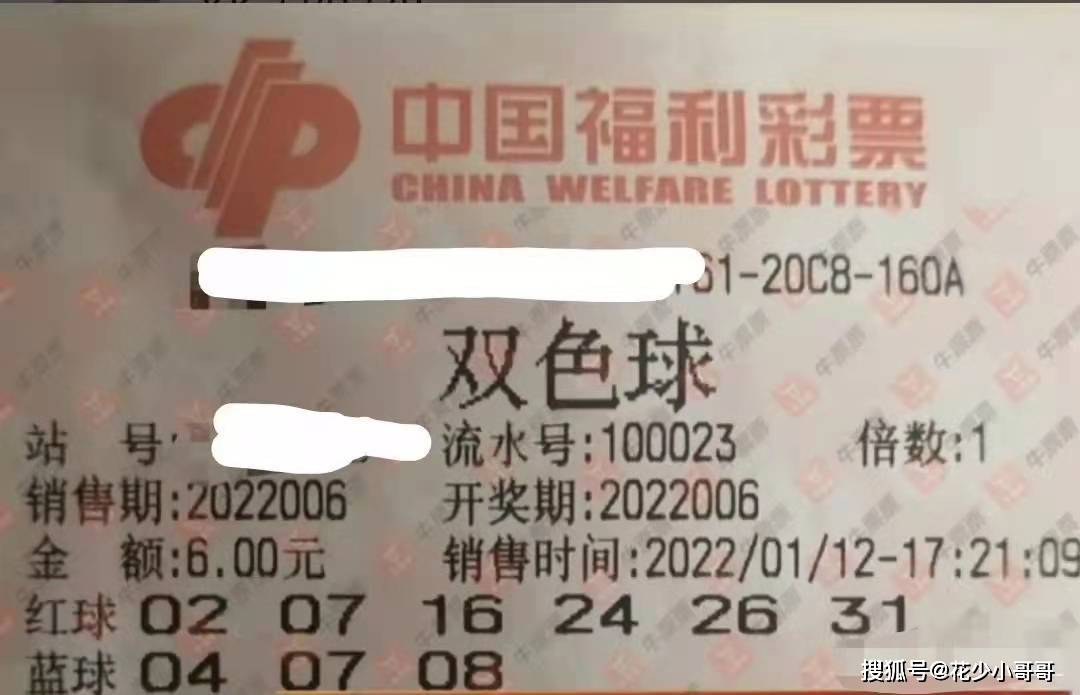 中国福利彩票
CHINA WELFARE LOTTERY
61-20C8-160A
双色球
站 号: 流水号:100023 倍数:1
销售期:2022006 开奖期:2022006
金 额:6.00元 销售时间:2022/01/12-17:21:09
红球 02 07 16 24 26 31
蓝球 04 07 08
搜狐号@花少小哥哥